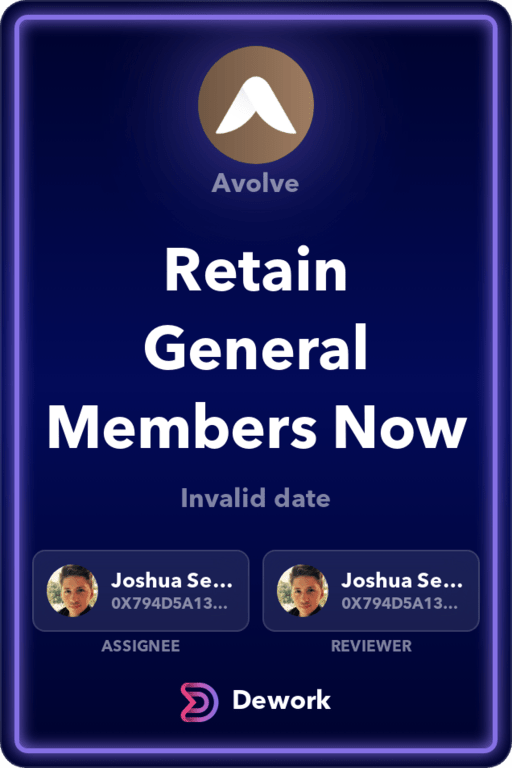 Avolve
Retain
General
Members Now
Invalid date
Joshua Se...
0X794D5A13...
Joshua Se...
0X794D5A13...
ASSIGNEE
REVIEWER
Dework